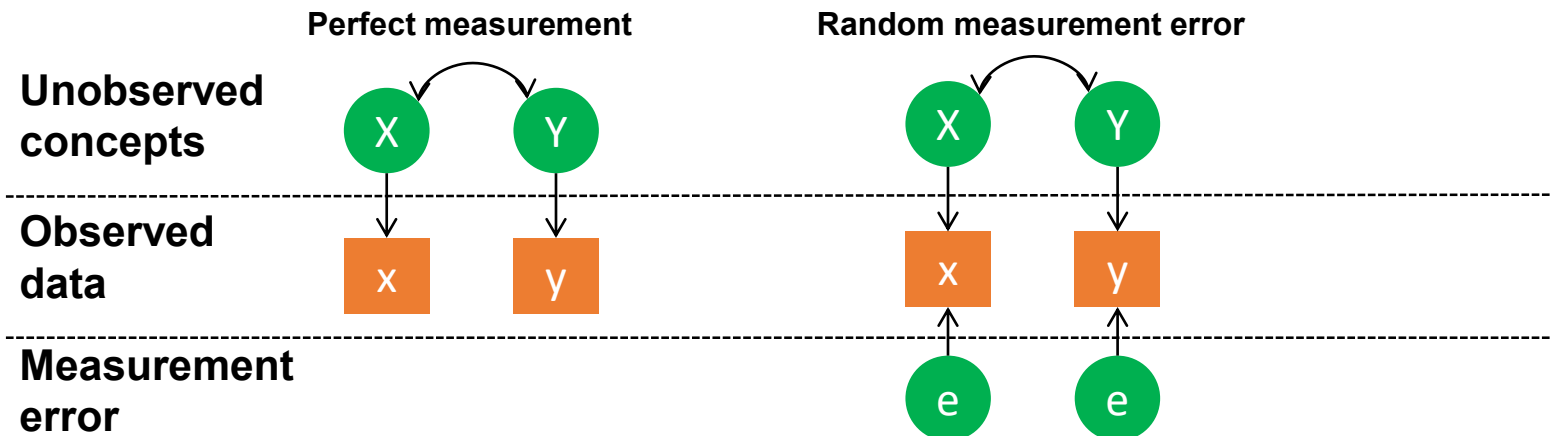 Perfect measurement
Random measurement error
Unobserved
concepts
X
Y
X
Y
Observed
data
x
y
x
y
Measurement
error
e
e